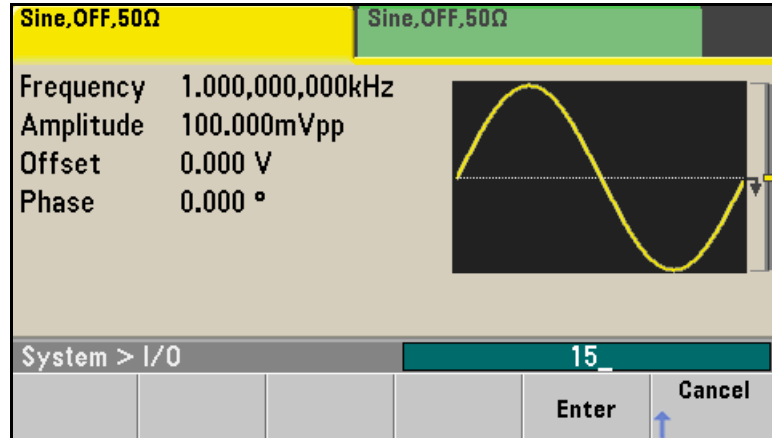 Sine,OFF,50Ω
Sine,OFF,50Ω
Frequency 1.000,000,000kHz
Amplitude 100.000mVpp
Offset 0.000 V
Phase 0.000 °
System > I/O
15_
Enter
Cancel